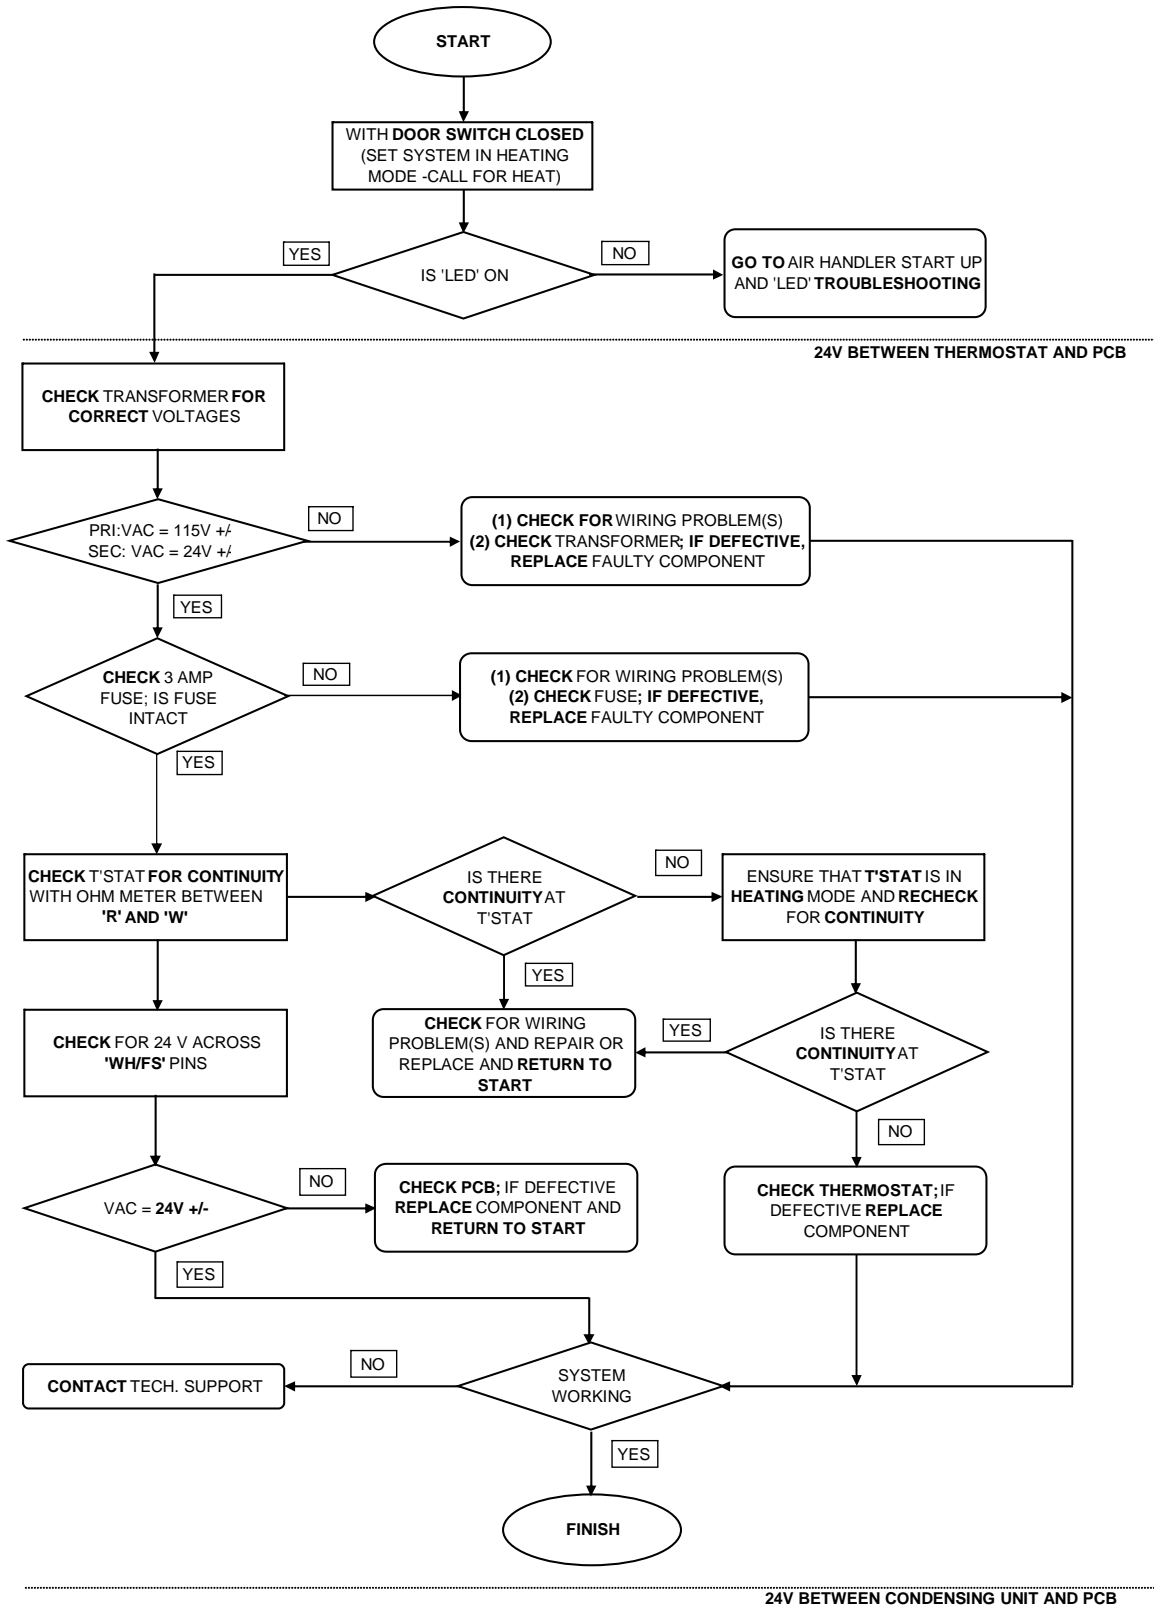 START
WITH DOOR SWITCH CLOSED
(SET SYSTEM IN HEATING
MODE -CALL FOR HEAT)
YES
IS 'LED' ON
NO
GO TO AIR HANDLER START UP
AND 'LED' TROUBLESHOOTING
24V BETWEEN THERMOSTAT AND PCB
CHECK TRANSFORMER FOR
CORRECT VOLTAGES
PRI:VAC = 115V +/-
SEC: VAC = 24V +/-
NO
(1) CHECK FOR WIRING PROBLEM(S)
(2) CHECK TRANSFORMER; IF DEFECTIVE,
REPLACE FAULTY COMPONENT
YES
CHECK 3 AMP
FUSE; IS FUSE
INTACT
NO
(1) CHECK FOR WIRING PROBLEM(S)
(2) CHECK FUSE; IF DEFECTIVE,
REPLACE FAULTY COMPONENT
YES
CHECK T'STAT FOR CONTINUITY
WITH OHM METER BETWEEN
'R' AND 'W'
IS THERE
CONTINUITY AT
T'STAT
NO
ENSURE THAT T'STAT IS IN
HEATING MODE AND RECHECK
FOR CONTINUITY
YES
CHECK FOR 24 V ACROSS
'WH/FS' PINS
CHECK FOR WIRING
PROBLEM(S) AND REPAIR OR
REPLACE AND RETURN TO
START
YES
IS THERE
CONTINUITY AT
T'STAT
NO
VAC = 24V +/-
NO
CHECK PCB; IF DEFECTIVE
REPLACE COMPONENT AND
RETURN TO START
CHECK THERMOSTAT; IF
DEFECTIVE REPLACE
COMPONENT
YES
CONTACT TECH. SUPPORT
NO
SYSTEM
WORKING
YES
FINISH
24V BETWEEN CONDENSING UNIT AND PCB